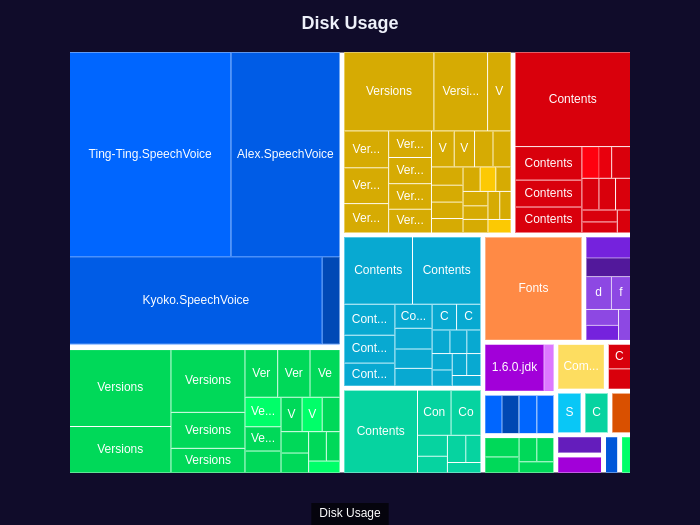 Disk Usage
Ting-Ting.SpeechVoice
Alex.SpeechVoice
Kyoko.SpeechVoice
Versions
Versi...
V
Ver...
Ver...
Ver...
Ver...
Ver...
Ver...
Ver...
V
V
Contents
Contents
Contents
Contents
Contents
Contents
Cont...
Cont...
Cont...
Co...
C
C
Fonts
d
f
Versions
Versions
Versions
Versions
Versions
Ver
Ver
Ve
Ve...
Ve...
V
V
1.6.0.jdk
Com...
C
Contents
Con
Co
S
C
Disk Usage